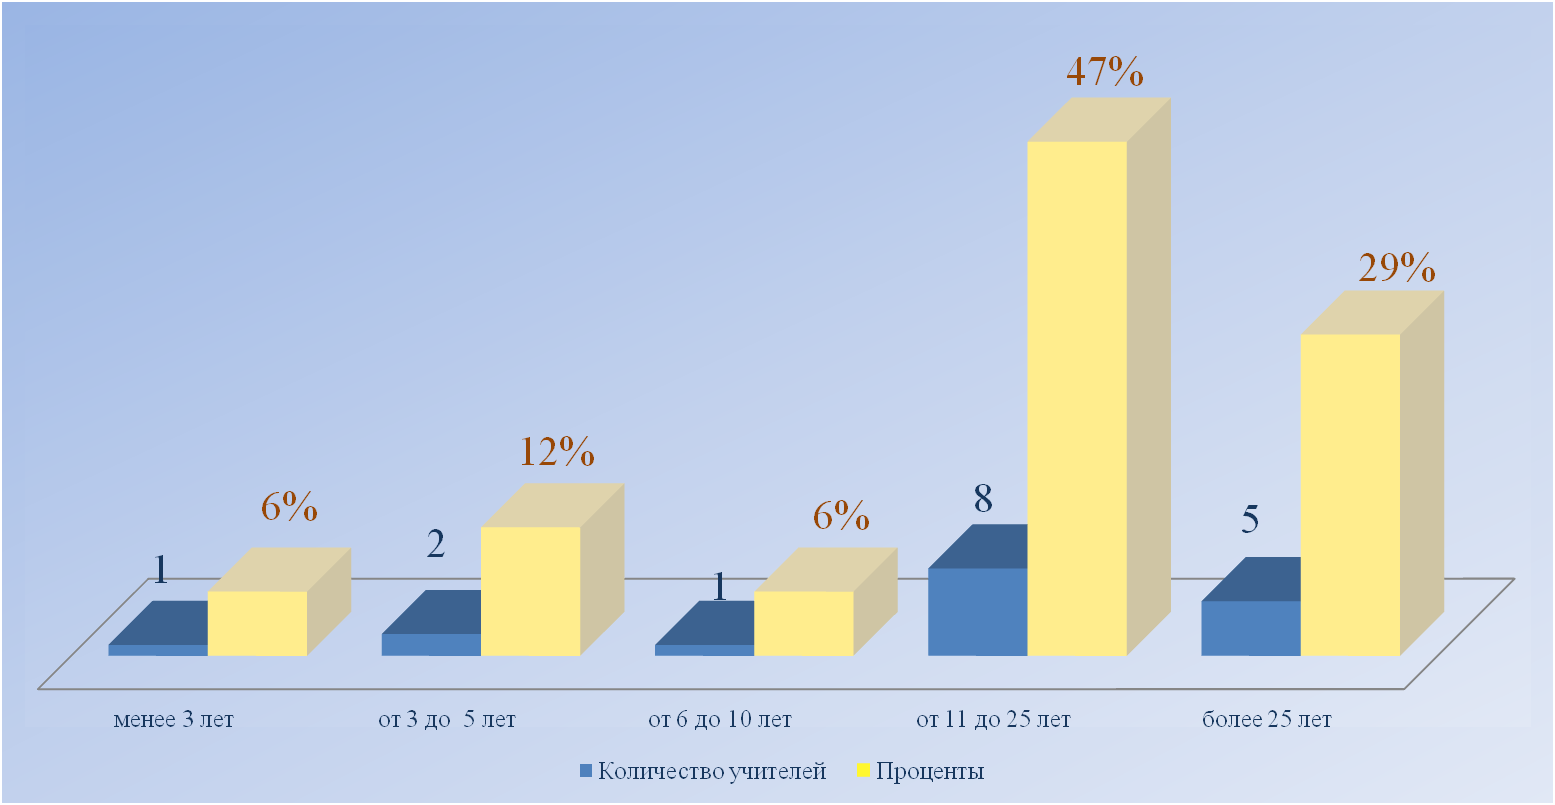 47%
29%
12%
6%
6%
8
5
2
1
1
менее 3 лет
от 3 до 5 лет
от 6 до 10 лет
от 11 до 25 лет
более 25 лет
Количество учителей
Проценты